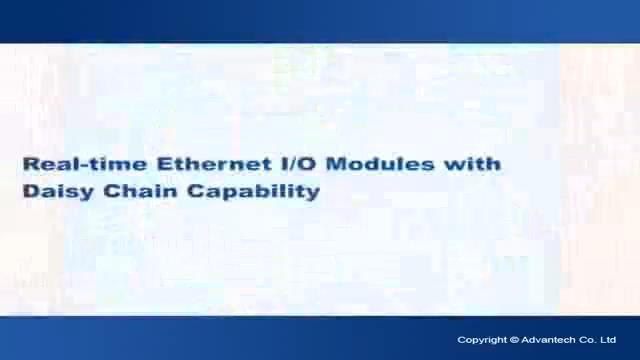 Real-time Ethernet I/O Modules with
Daisy Chain Capability
Copyright © Advantech Co. Ltd